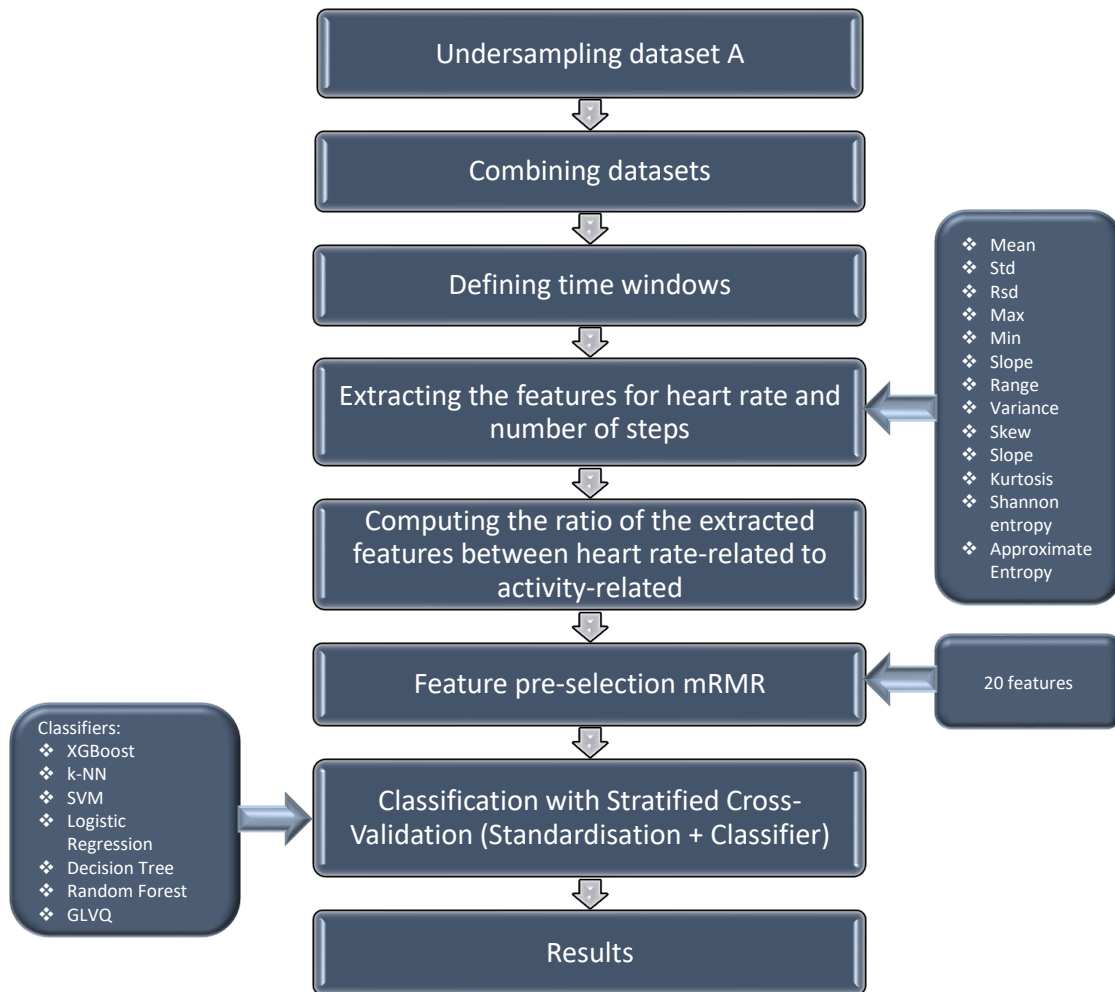 Undersampling dataset A
Combining datasets
Defining time windows
Extracting the features for heart rate and
number of steps
❖ Mean
❖ Std
❖ Rsd
❖ Max
❖ Min
❖ Slope
❖ Range
❖ Variance
❖ Skew
❖ Slope
❖ Kurtosis
❖ Shannon
entropy
❖ Approximate
Entropy
Computing the ratio of the extracted
features between heart rate-related to
activity-related
Feature pre-selection mRMR
20 features
Classifiers:
❖ XGBoost
❖ k-NN
❖ SVM
❖ Logistic
Regression
❖ Decision Tree
❖ Random Forest
❖ GLVQ
Classification with Stratified Cross-
Validation (Standardisation + Classifier)
Results